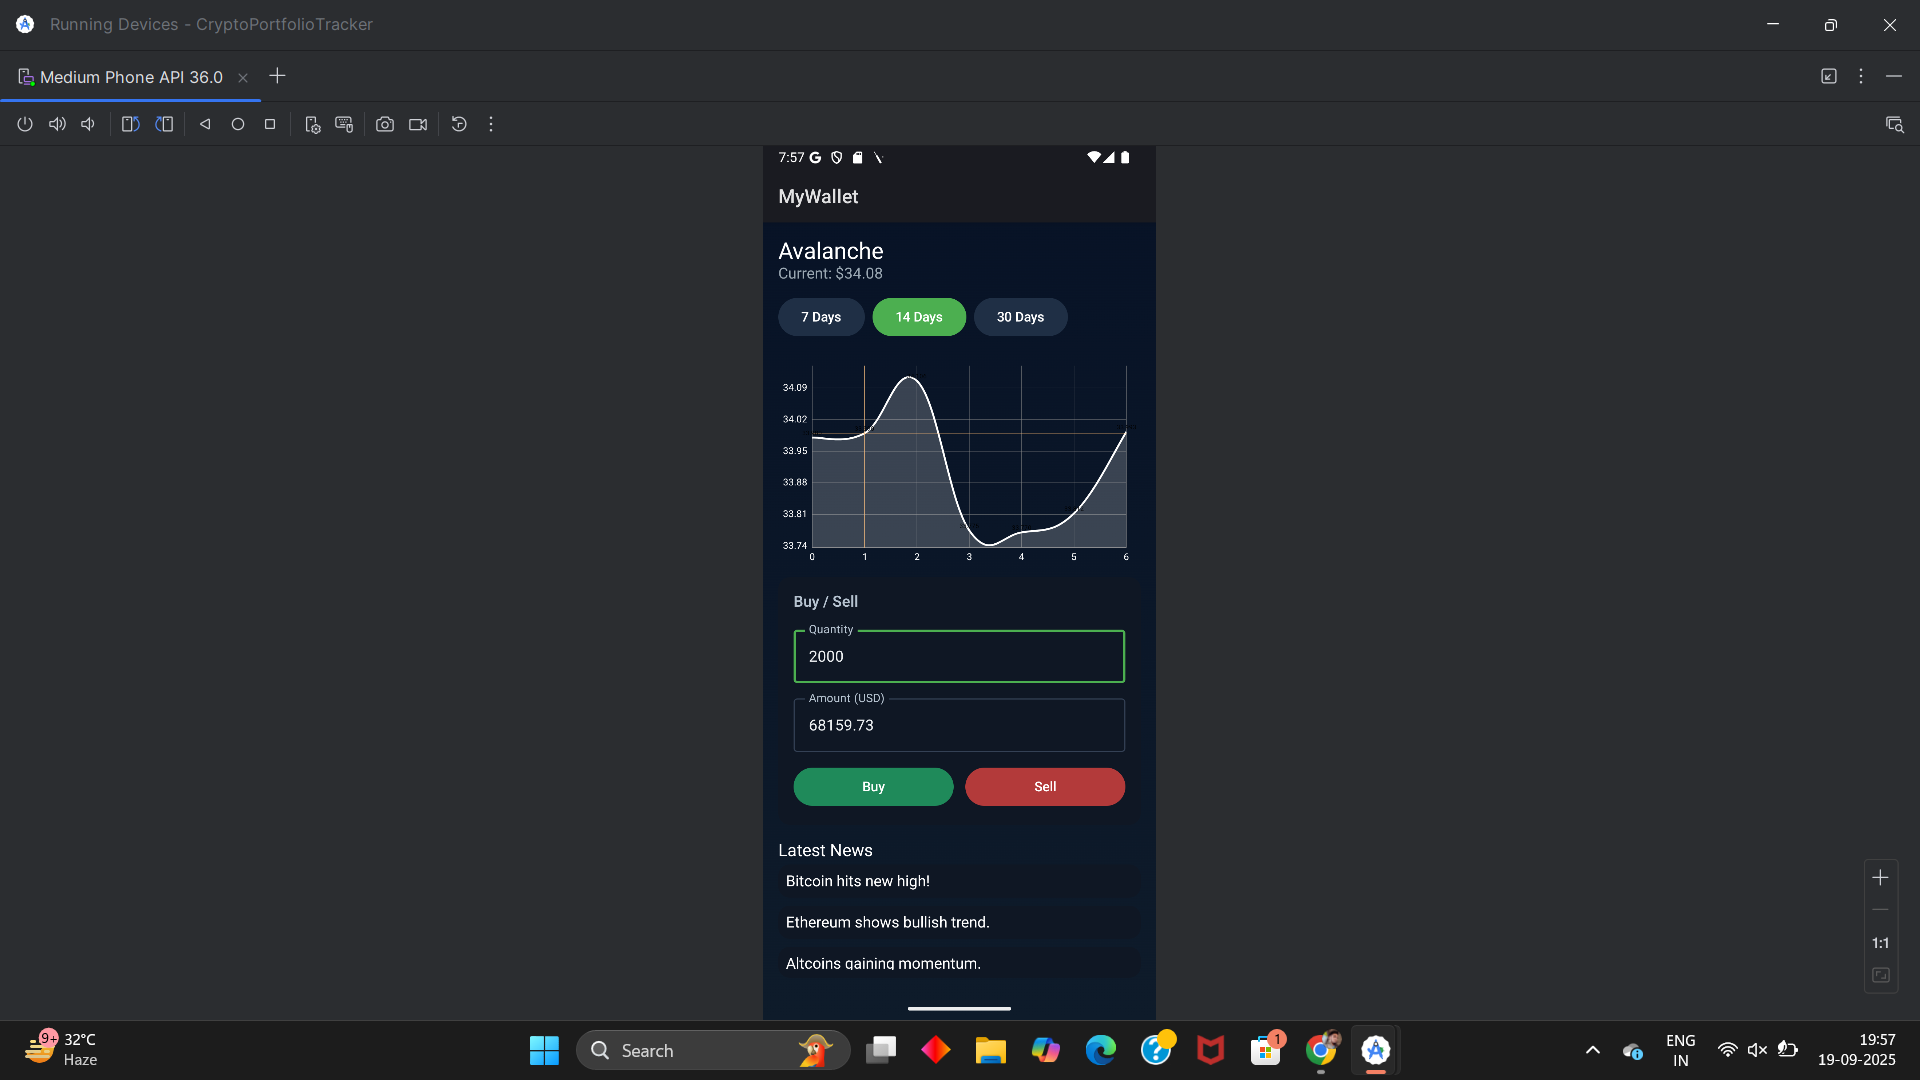 Running Devices - CryptoPortfolioTracker
Medium Phone API 36.0
7:57
MyWallet
Avalanche
Current: $34.08
7 Days
14 Days
30 Days
34.09
34.02
33.95
33.88
33.81
33.74
0 1 2 3 4 5 6
Buy / Sell
Quantity
2000
Amount (USD)
68159.73
Buy
Sell
Latest News
Bitcoin hits new high!
Ethereum shows bullish trend.
Altcoins gaining momentum.
1:1
9+
32°C
Haze
Search
1
ENG
IN
19:57
19-09-2025